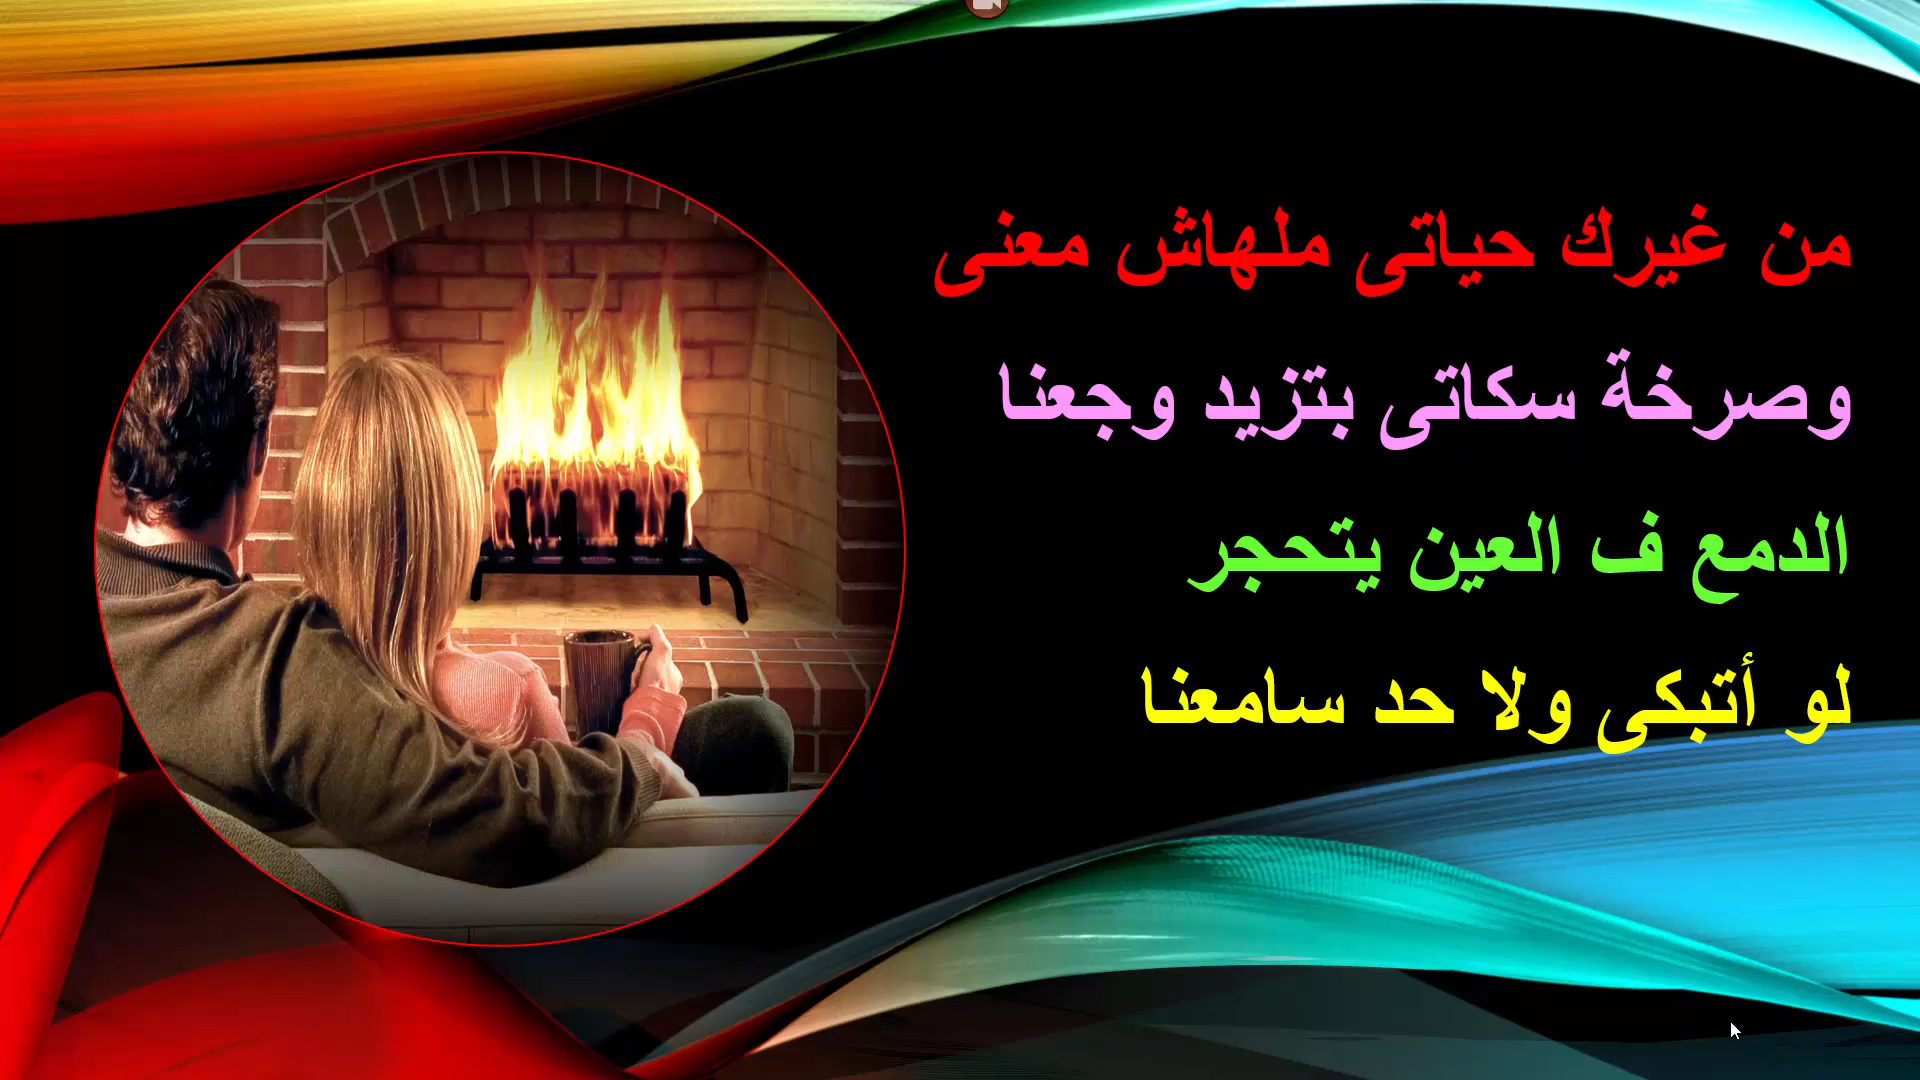 من غيرك حياتى ملهاش معنى
وصرخة سكاتى بتزيد وجعنا
الدمع ف العين يتحجر
لو أتبكى ولا حد سامعنا